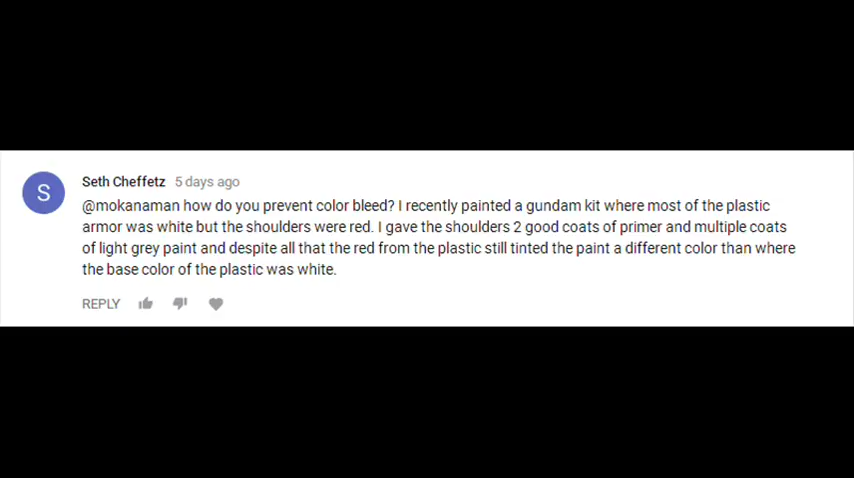 S
Seth Cheffetz 5 days ago
@mokanaman how do you prevent color bleed? I recently painted a gundam kit where most of the plastic
armor was white but the shoulders were red. I gave the shoulders 2 good coats of primer and multiple coats
of light grey paint and despite all that the red from the plastic still tinted the paint a different color than where
the base color of the plastic was white.
REPLY